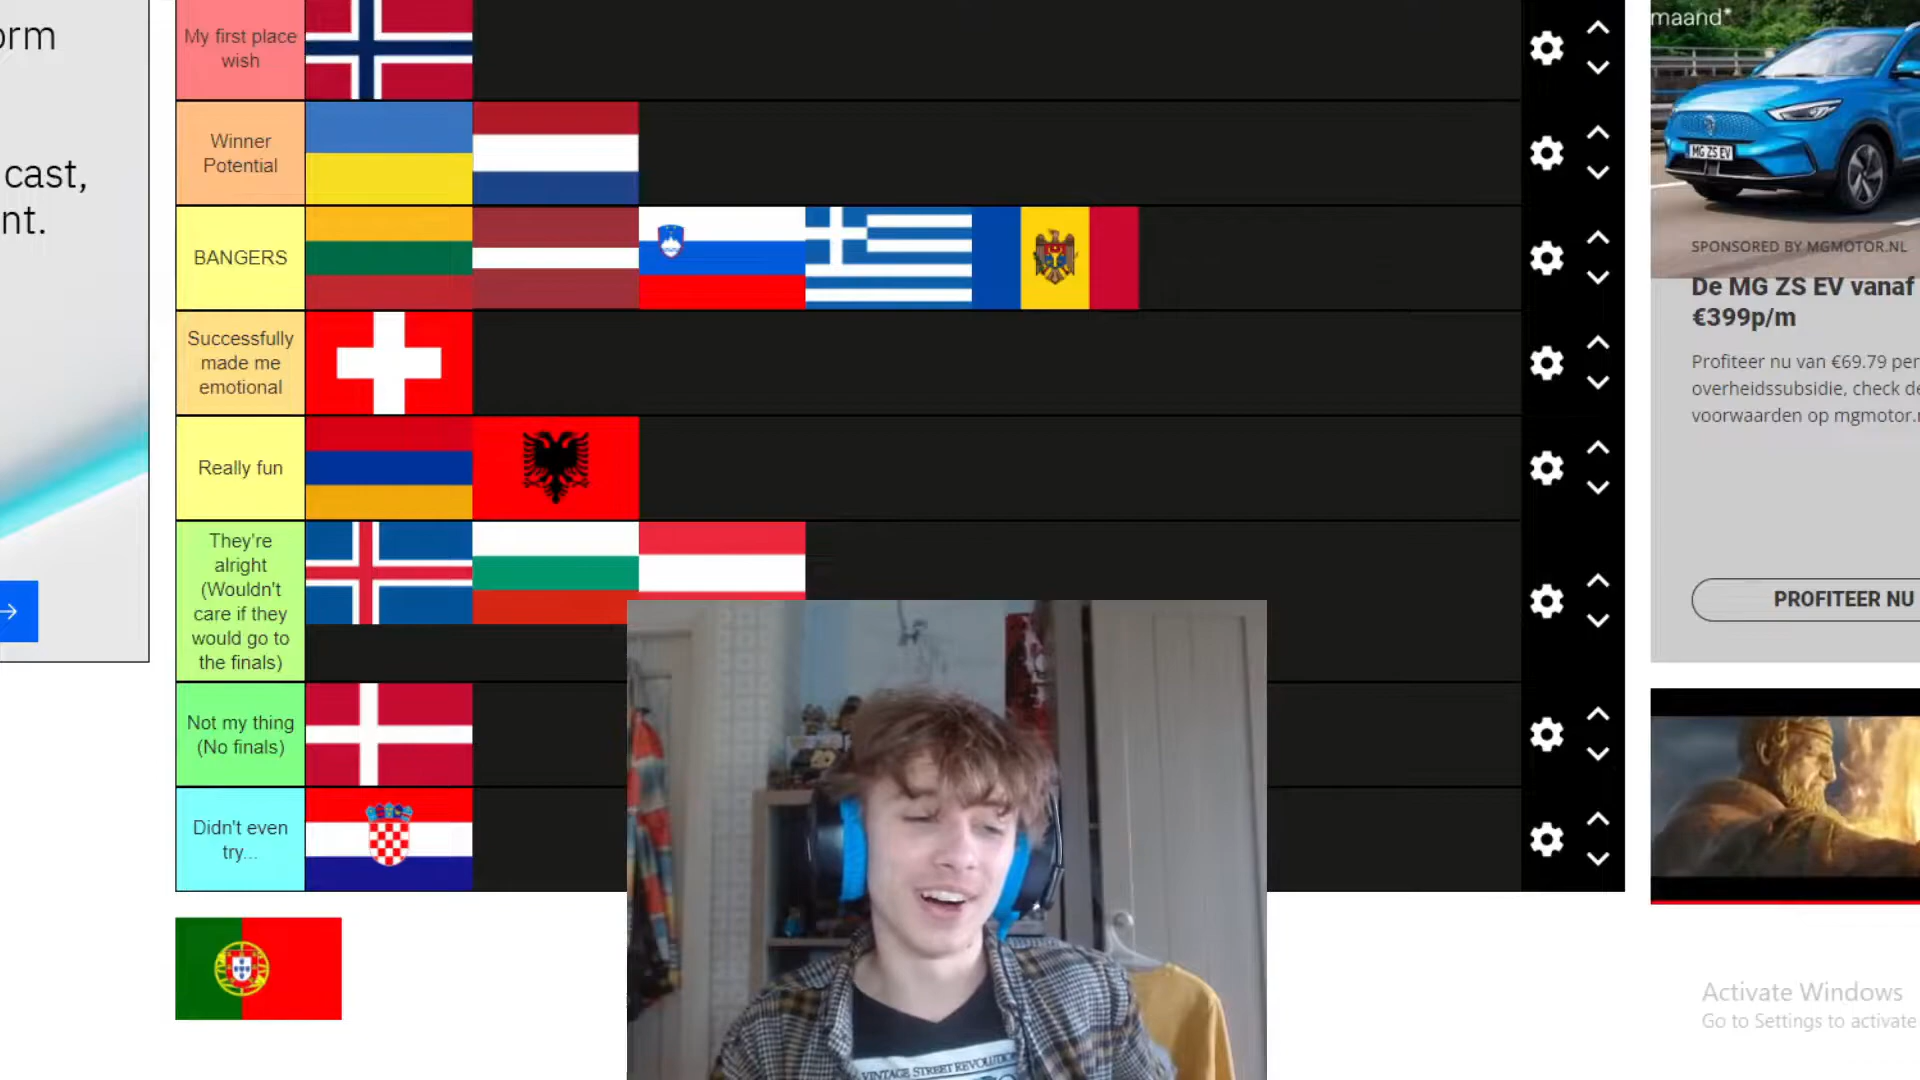 orm
cast,
nt.
My first place
wish
Winner
Potential
BANGERS
Successfully
made me
emotional
Really fun
They're
alright
(Wouldn't
care if they
would go to
the finals)
Not my thing
(No finals)
Didn't even
try...
maand*
MG ZS EV
SPONSORED BY MGMOTOR.NL
De MG ZS EV vanaf
€399p/m
Profiteer nu van €69.79 per
overheidssubsidie, check de
voorwaarden op mgmotor.n
PROFITEER NU
VINTAGE STREET REVOLUTION
Activate Windows
Go to Settings to activate